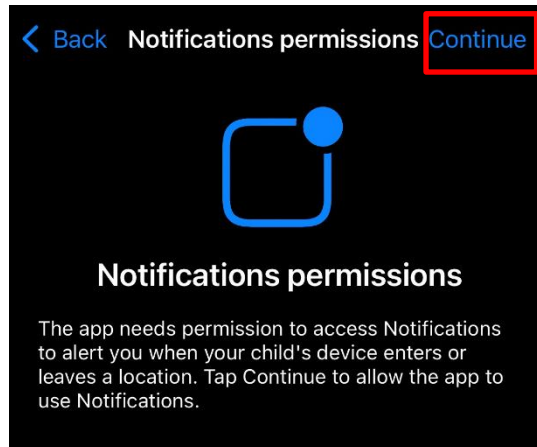 Back Notifications permissions Continue
Notifications permissions
The app needs permission to access Notifications
to alert you when your child's device enters or
leaves a location. Tap Continue to allow the app to
use Notifications.